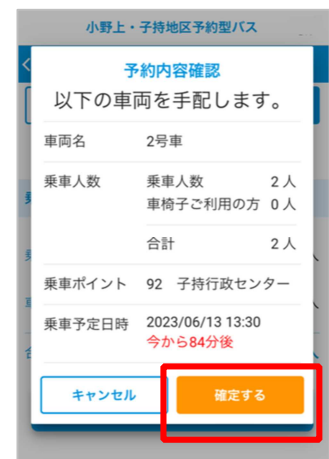 小野上・子持地区予約型バス
予約内容確認
以下の車両を手配します。
車両名 2号車
乗車人数 乗車人数 2人
車椅子ご利用の方 0人
合計 2人
乗車ポイント 92 子持行政センター
乗車予定日時 2023/06/13 13:30
今から84分後
キャンセル 確定する